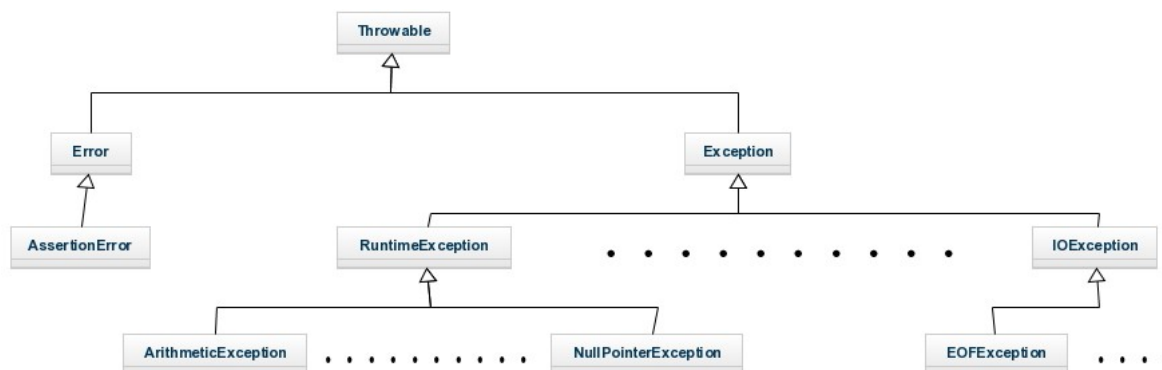 Throwable
Error
Exception
AssertionError
RuntimeException
IOException
ArithmeticException
NullPointerException
EOFException